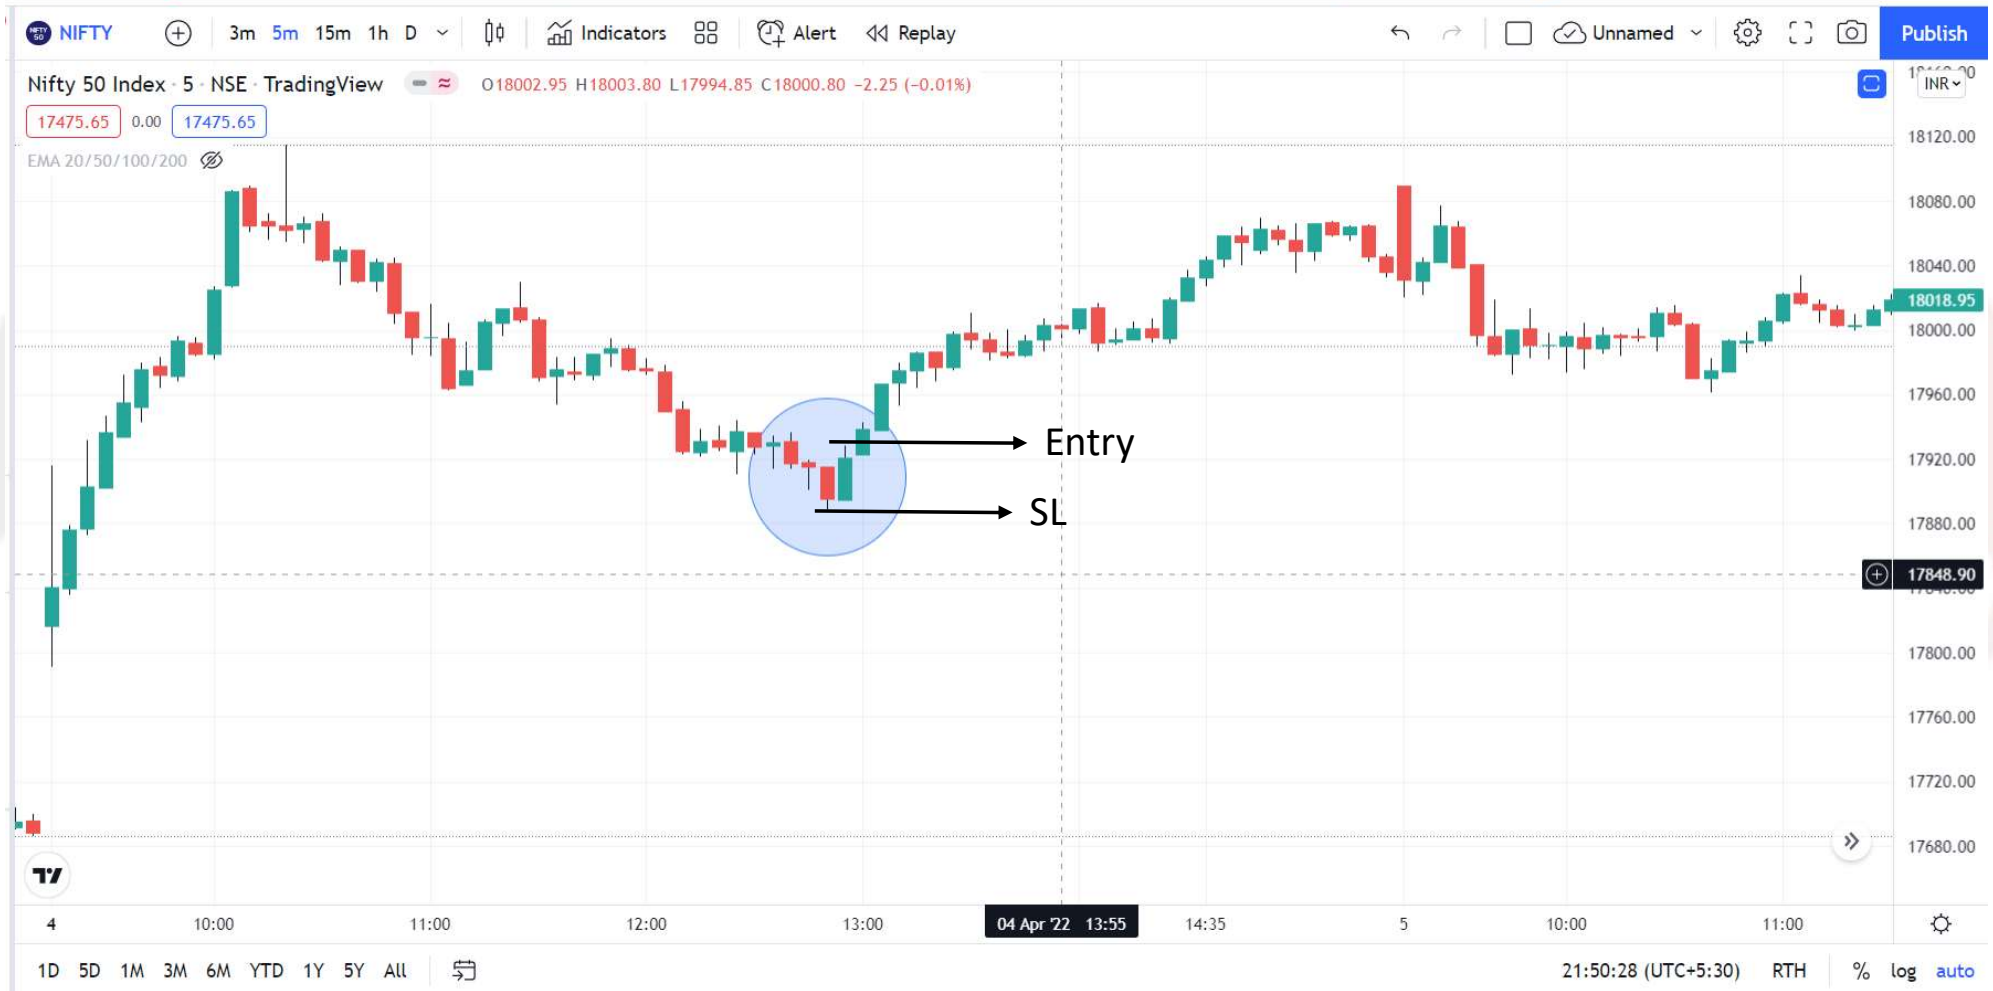 NIFTY 50 NIFTY 3m 5m 15m 1h D Indicators Alert Replay Unnamed Publish
Nifty 50 Index · 5 · NSE · TradingView O18002.95 H18003.80 L17994.85 C18000.80 −2.25 (−0.01%)
INR
17475.65 0.00 17475.65
EMA 20/50/100/200
18120.00
18080.00
18040.00
18018.95
18000.00
17960.00
Entry
17920.00
SL
17880.00
17848.90
17800.00
17760.00
17720.00
17680.00
4 10:00 11:00 12:00 13:00 04 Apr '22 13:55 14:35 5 10:00 11:00
1D 5D 1M 3M 6M YTD 1Y 5Y All 21:50:28 (UTC+5:30) RTH % log auto